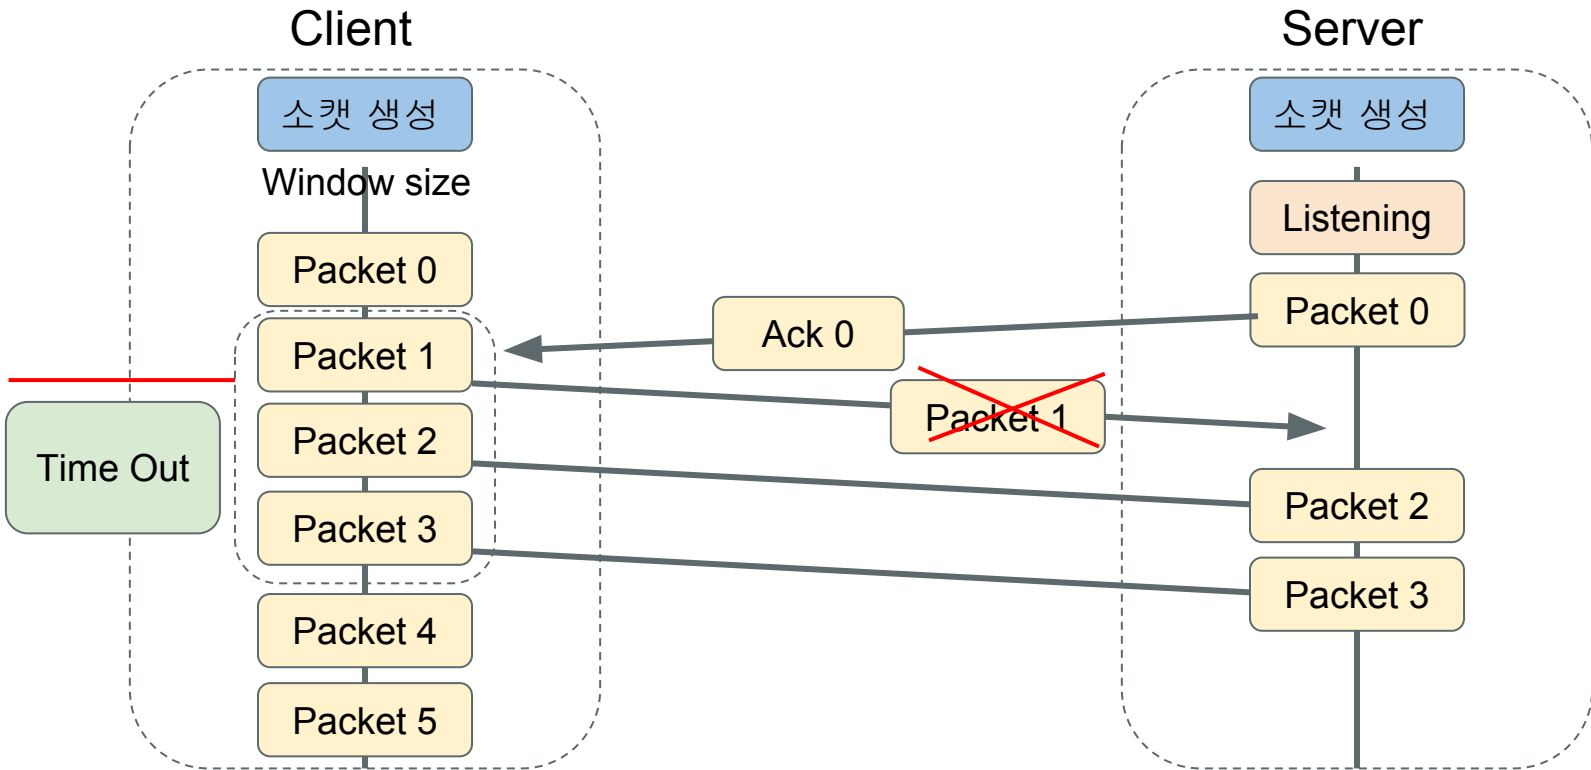 Client
Server
소캣 생성
소캣 생성
Window size
Listening
Packet 0
Packet 0
Ack 0
Packet 1
Packet 1
Packet 2
Time Out
Packet 2
Packet 3
Packet 3
Packet 4
Packet 5